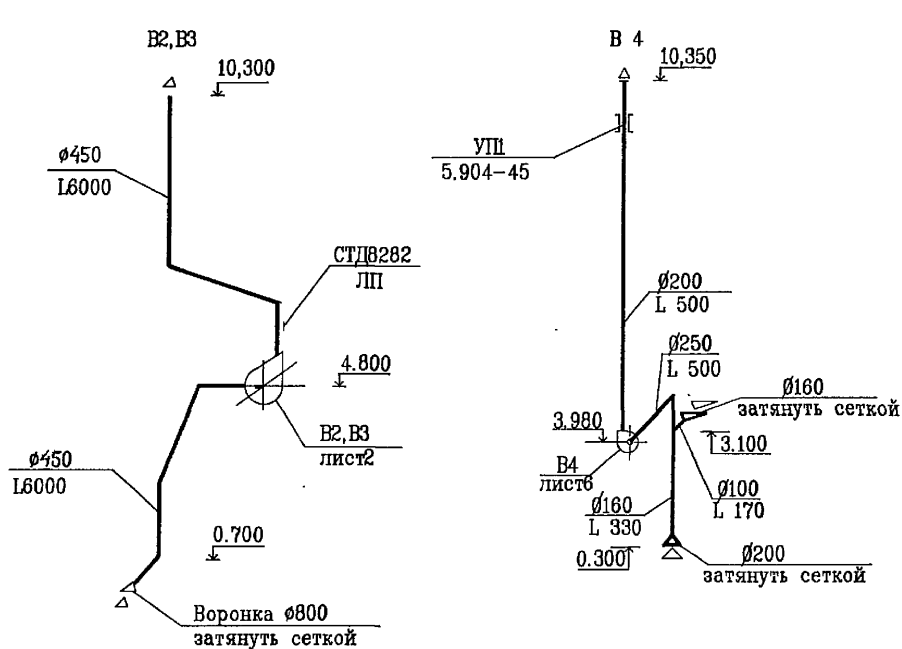 В2,В3
10,300
ø450
L6000
СТД8282
ЛП
4.800
В2,В3
лист2
ø450
L6000
0.700
Воронка ø800
затянуть сеткой
В 4
10,350
УП1
5.904-45
Ø200
L 500
Ø250
L 500
Ø160
затянуть сеткой
3.980
3.100
В4
лист6
Ø100
L 170
Ø160
L 330
0.300
Ø200
затянуть сеткой